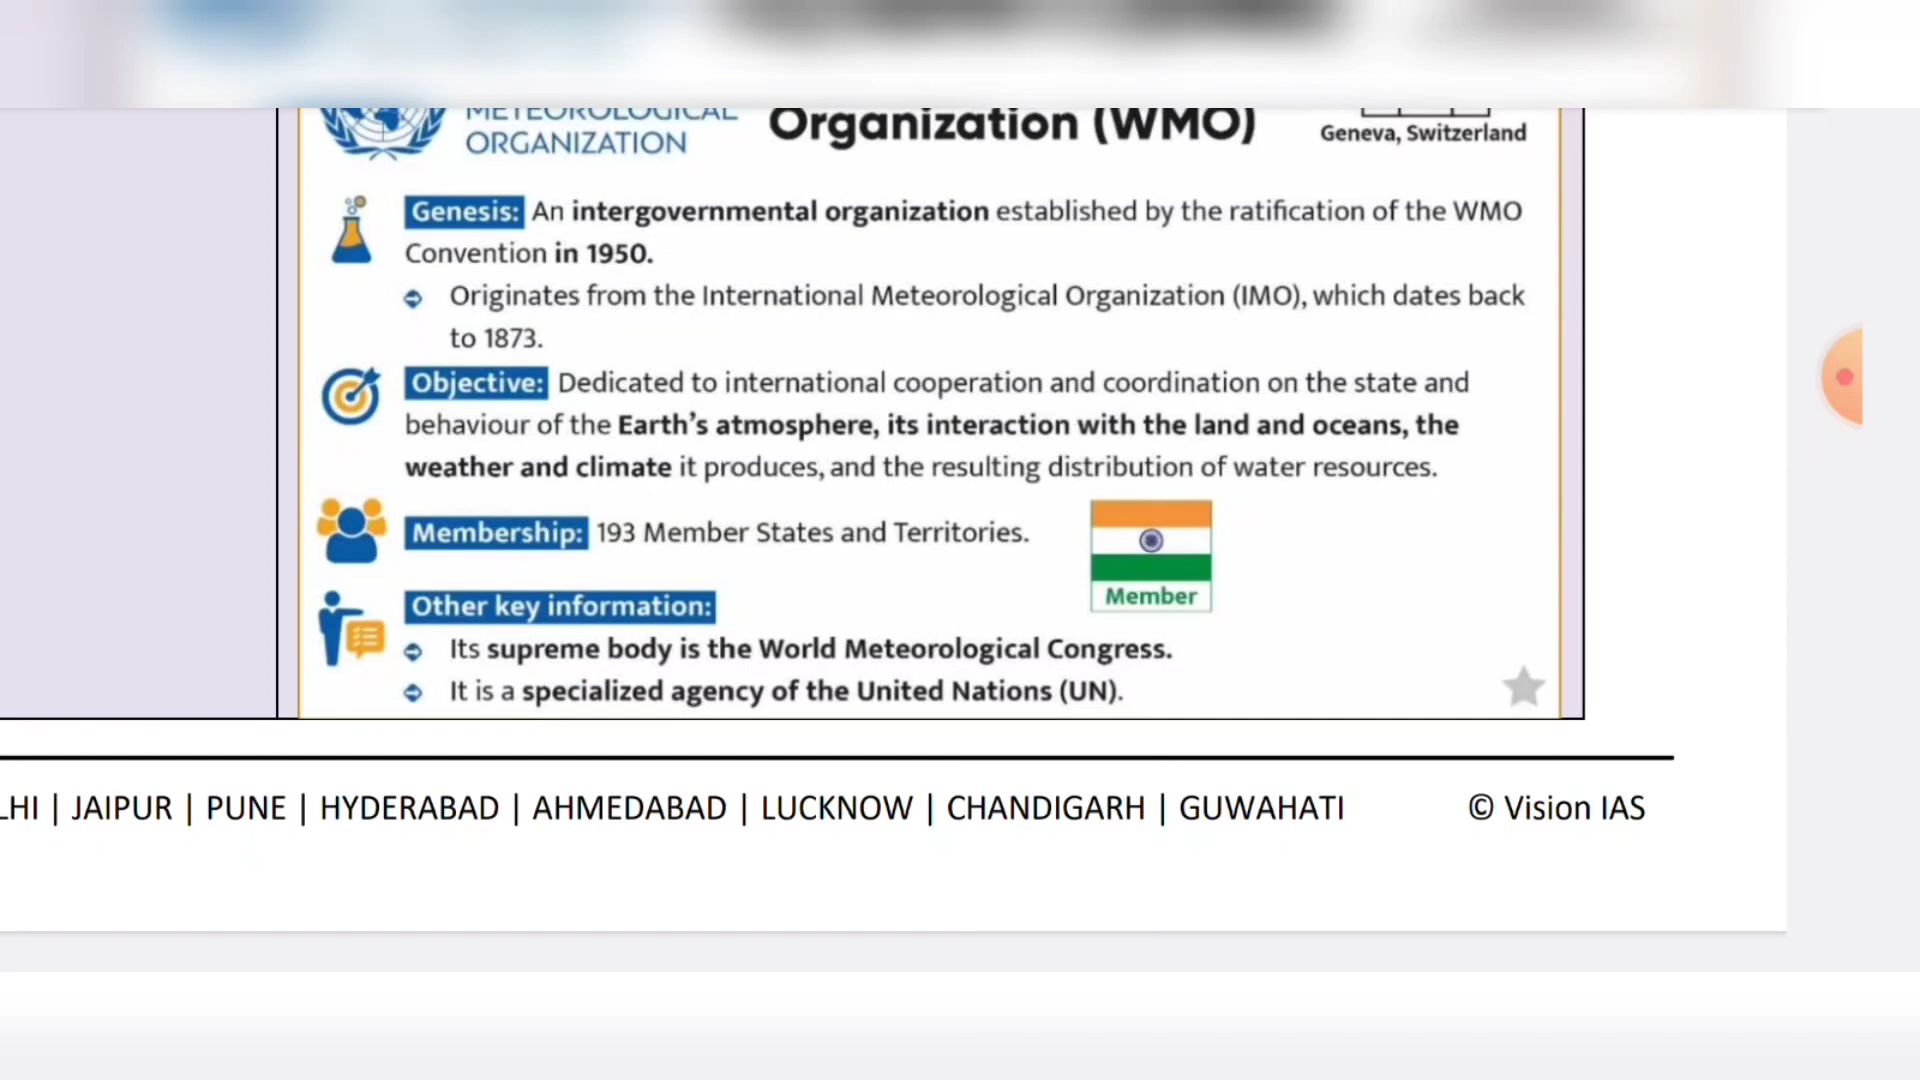 METEOROLOGICAL
ORGANIZATION
Organization (WMO)
Geneva, Switzerland
Genesis: An intergovernmental organization established by the ratification of the WMO
Convention in 1950.
Originates from the International Meteorological Organization (IMO), which dates back
to 1873.
Objective: Dedicated to international cooperation and coordination on the state and
behaviour of the Earth's atmosphere, its interaction with the land and oceans, the
weather and climate it produces, and the resulting distribution of water resources.
Membership: 193 Member States and Territories.
Member
Other key information:
Its supreme body is the World Meteorological Congress.
It is a specialized agency of the United Nations (UN).
LHI | JAIPUR | PUNE | HYDERABAD | AHMEDABAD | LUCKNOW | CHANDIGARH | GUWAHATI
© Vision IAS